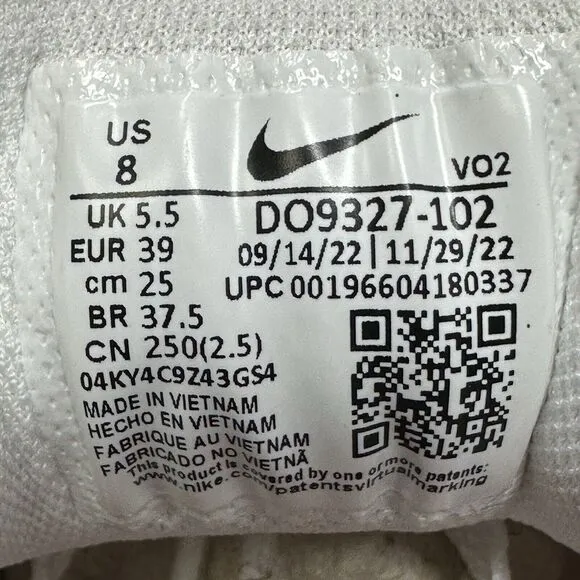 US
8
VO2
UK 5.5
DO9327-102
EUR 39
09/14/22 | 11/29/22
cm 25
UPC 00196604180337
BR 37.5
CN 250(2.5)
04KY4C9Z43GS4
MADE IN VIETNAM
HECHO EN VIETNAM
FABRIQUE AU VIETNAM
FABRICADO NO VIETNÃ
This product is covered by one or more patents:
www.nike.com/patentsvirtualmarking